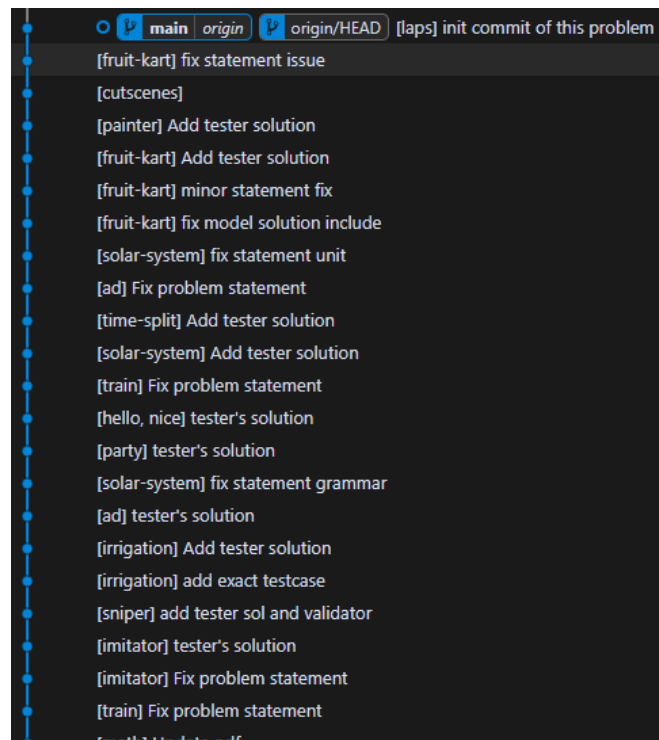 main origin origin/HEAD [laps] init commit of this problem
[fruit-kart] fix statement issue
[cutscenes]
[painter] Add tester solution
[fruit-kart] Add tester solution
[fruit-kart] minor statement fix
[fruit-kart] fix model solution include
[solar-system] fix statement unit
[ad] Fix problem statement
[time-split] Add tester solution
[solar-system] Add tester solution
[train] Fix problem statement
[hello, nice] tester's solution
[party] tester's solution
[solar-system] fix statement grammar
[ad] tester's solution
[irrigation] Add tester solution
[irrigation] add exact testcase
[sniper] add tester sol and validator
[imitator] tester's solution
[imitator] Fix problem statement
[train] Fix problem statement